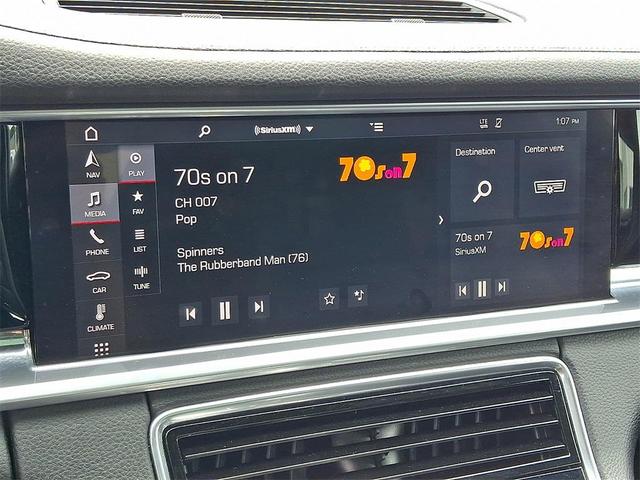 SiriusXM
LTE
1:07 PM
NAV
MEDIA
PHONE
CAR
CLIMATE
PLAY
FAV
LIST
TUNE
70s on 7
CH 007
Pop
Spinners
The Rubberband Man (76)
70s on 7
Destination
Center vent
70s on 7
SiriusXM
70s on 7